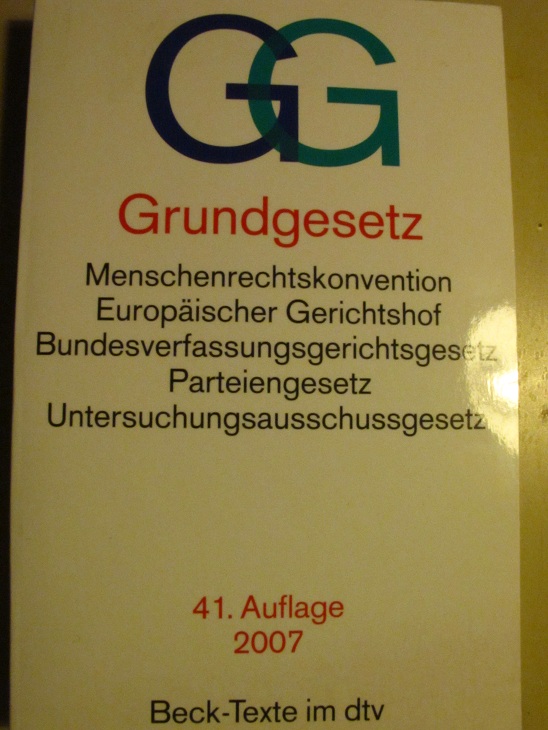 GG
Grundgesetz
Menschenrechtskonvention
Europäischer Gerichtshof
Bundesverfassungsgerichtsgesetz
Parteiengesetz
Untersuchungsausschussgesetz
41. Auflage
2007
Beck-Texte im dtv